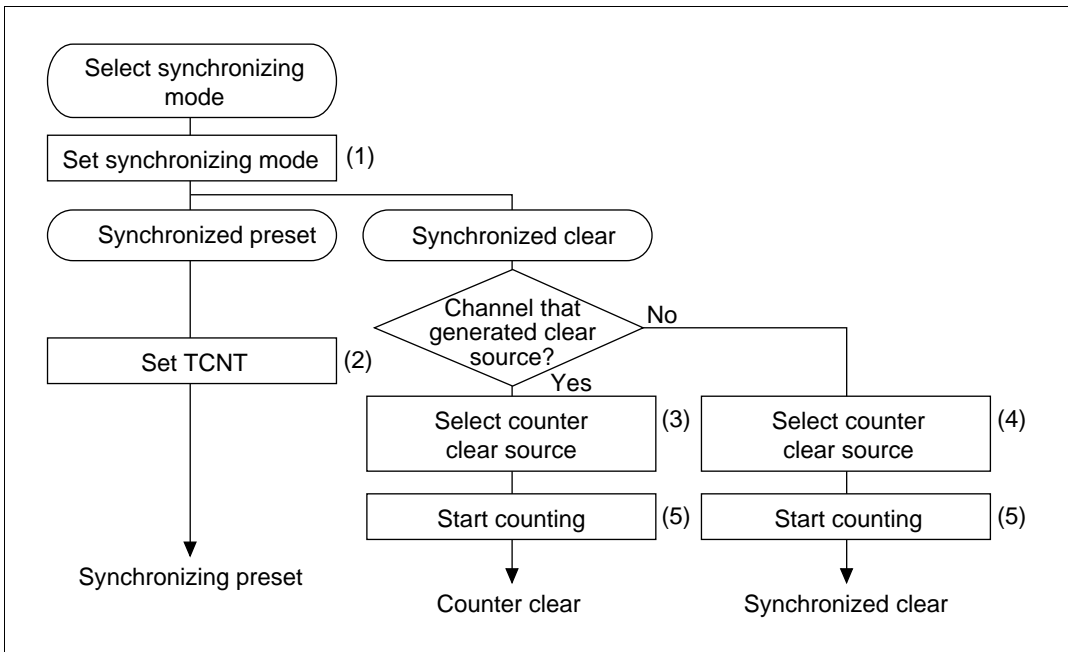 Select synchronizing
mode
Set synchronizing mode
(1)
Synchronized preset
Synchronized clear
Channel that
generated clear
source?
No
Yes
Set TCNT
(2)
Select counter
clear source
(3)
Select counter
clear source
(4)
Start counting
(5)
Start counting
(5)
Synchronizing preset
Counter clear
Synchronized clear